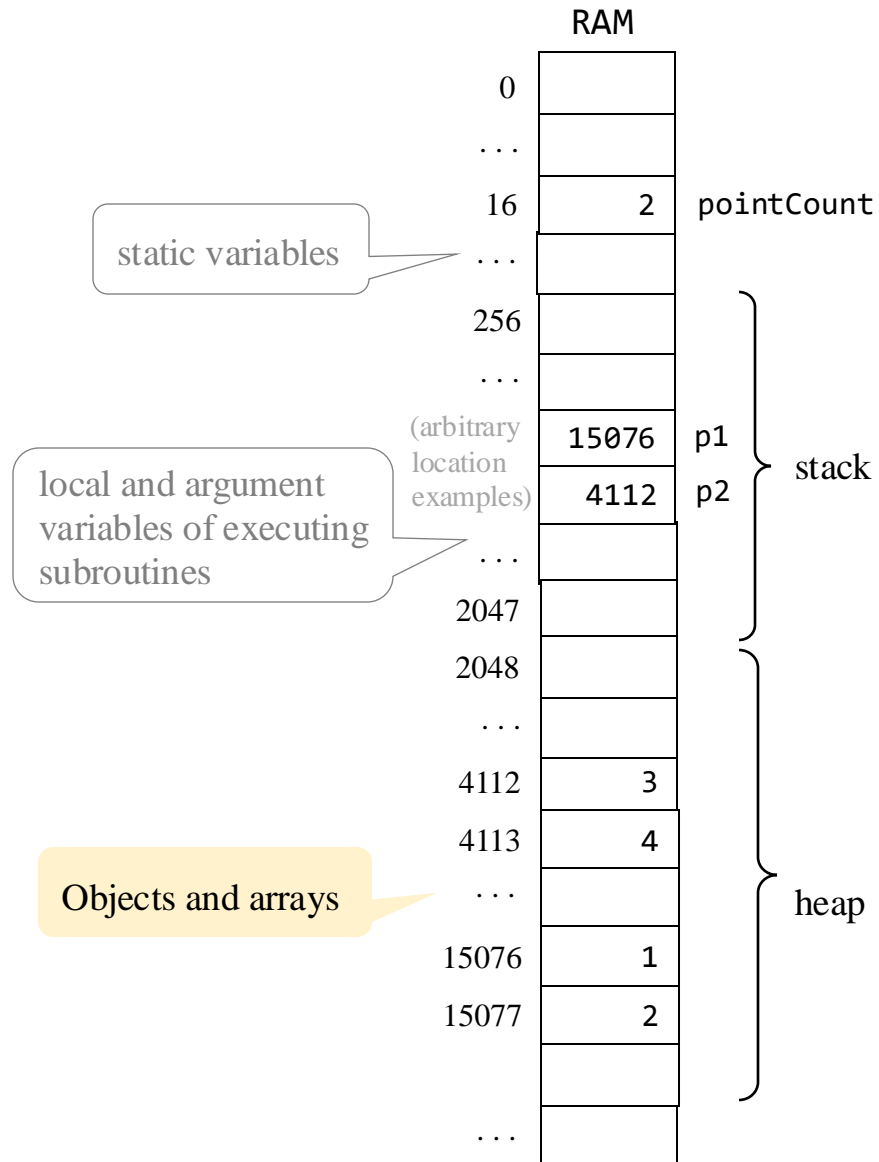 RAM
0
. . .
16 2 pointCount
static variables
. . .
256
. . .
(arbitrary
location
examples)
15076 p1
4112 p2
stack
local and argument
variables of executing
subroutines
. . .
2047
2048
. . .
4112 3
4113 4
Objects and arrays
. . .
heap
15076 1
15077 2
. . .